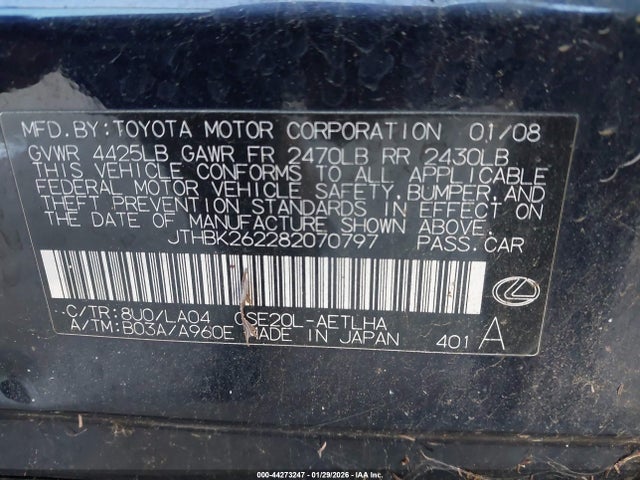 MFD. BY: TOYOTA MOTOR CORPORATION 01/08
GVWR 4425LB GAWR FR 2470LB RR 2430LB
THIS VEHICLE CONFORMS TO ALL APPLICABLE
FEDERAL MOTOR VEHICLE SAFETY, BUMPER, AND
THEFT PREVENTION STANDARDS IN EFFECT ON
THE DATE OF MANUFACTURE SHOWN ABOVE.
JTHBK262282070797 PASS.CAR
C/TR:8U0/LA04 GSE20L-AETLHA
A/TM:B03A/A960E MADE IN JAPAN 401 A
000-44273247 - 01/29/2026 - IAA Inc.